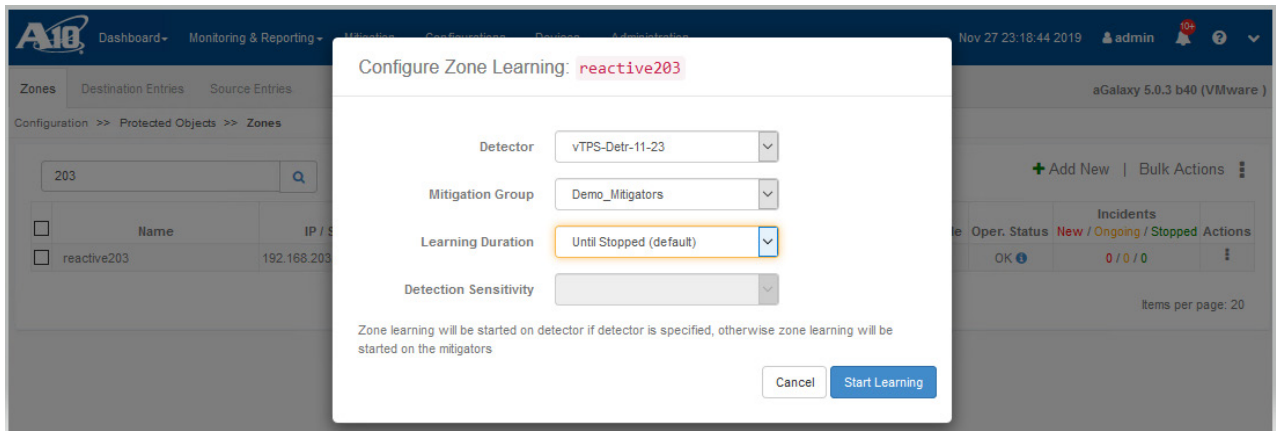 A10
Dashboard Monitoring & Reporting Mitigation Configurations Devices Administration Nov 27 23:18:44 2019 admin 10+
Zones Destination Entries Source Entries aGalaxy 5.0.3 b40 (VMware )
Configuration >> Protected Objects >> Zones
203
Add New | Bulk Actions
Name IP / S Oper. Status Incidents
New / Ongoing / Stopped Actions
reactive203 192.168.203 OK 0 / 0 / 0
Items per page: 20
Configure Zone Learning: reactive203
Detector vTPS-Detr-11-23
Mitigation Group Demo_Mitigators
Learning Duration Until Stopped (default)
Detection Sensitivity
Zone learning will be started on detector if detector is specified, otherwise zone learning will be
started on the mitigators
Cancel Start Learning